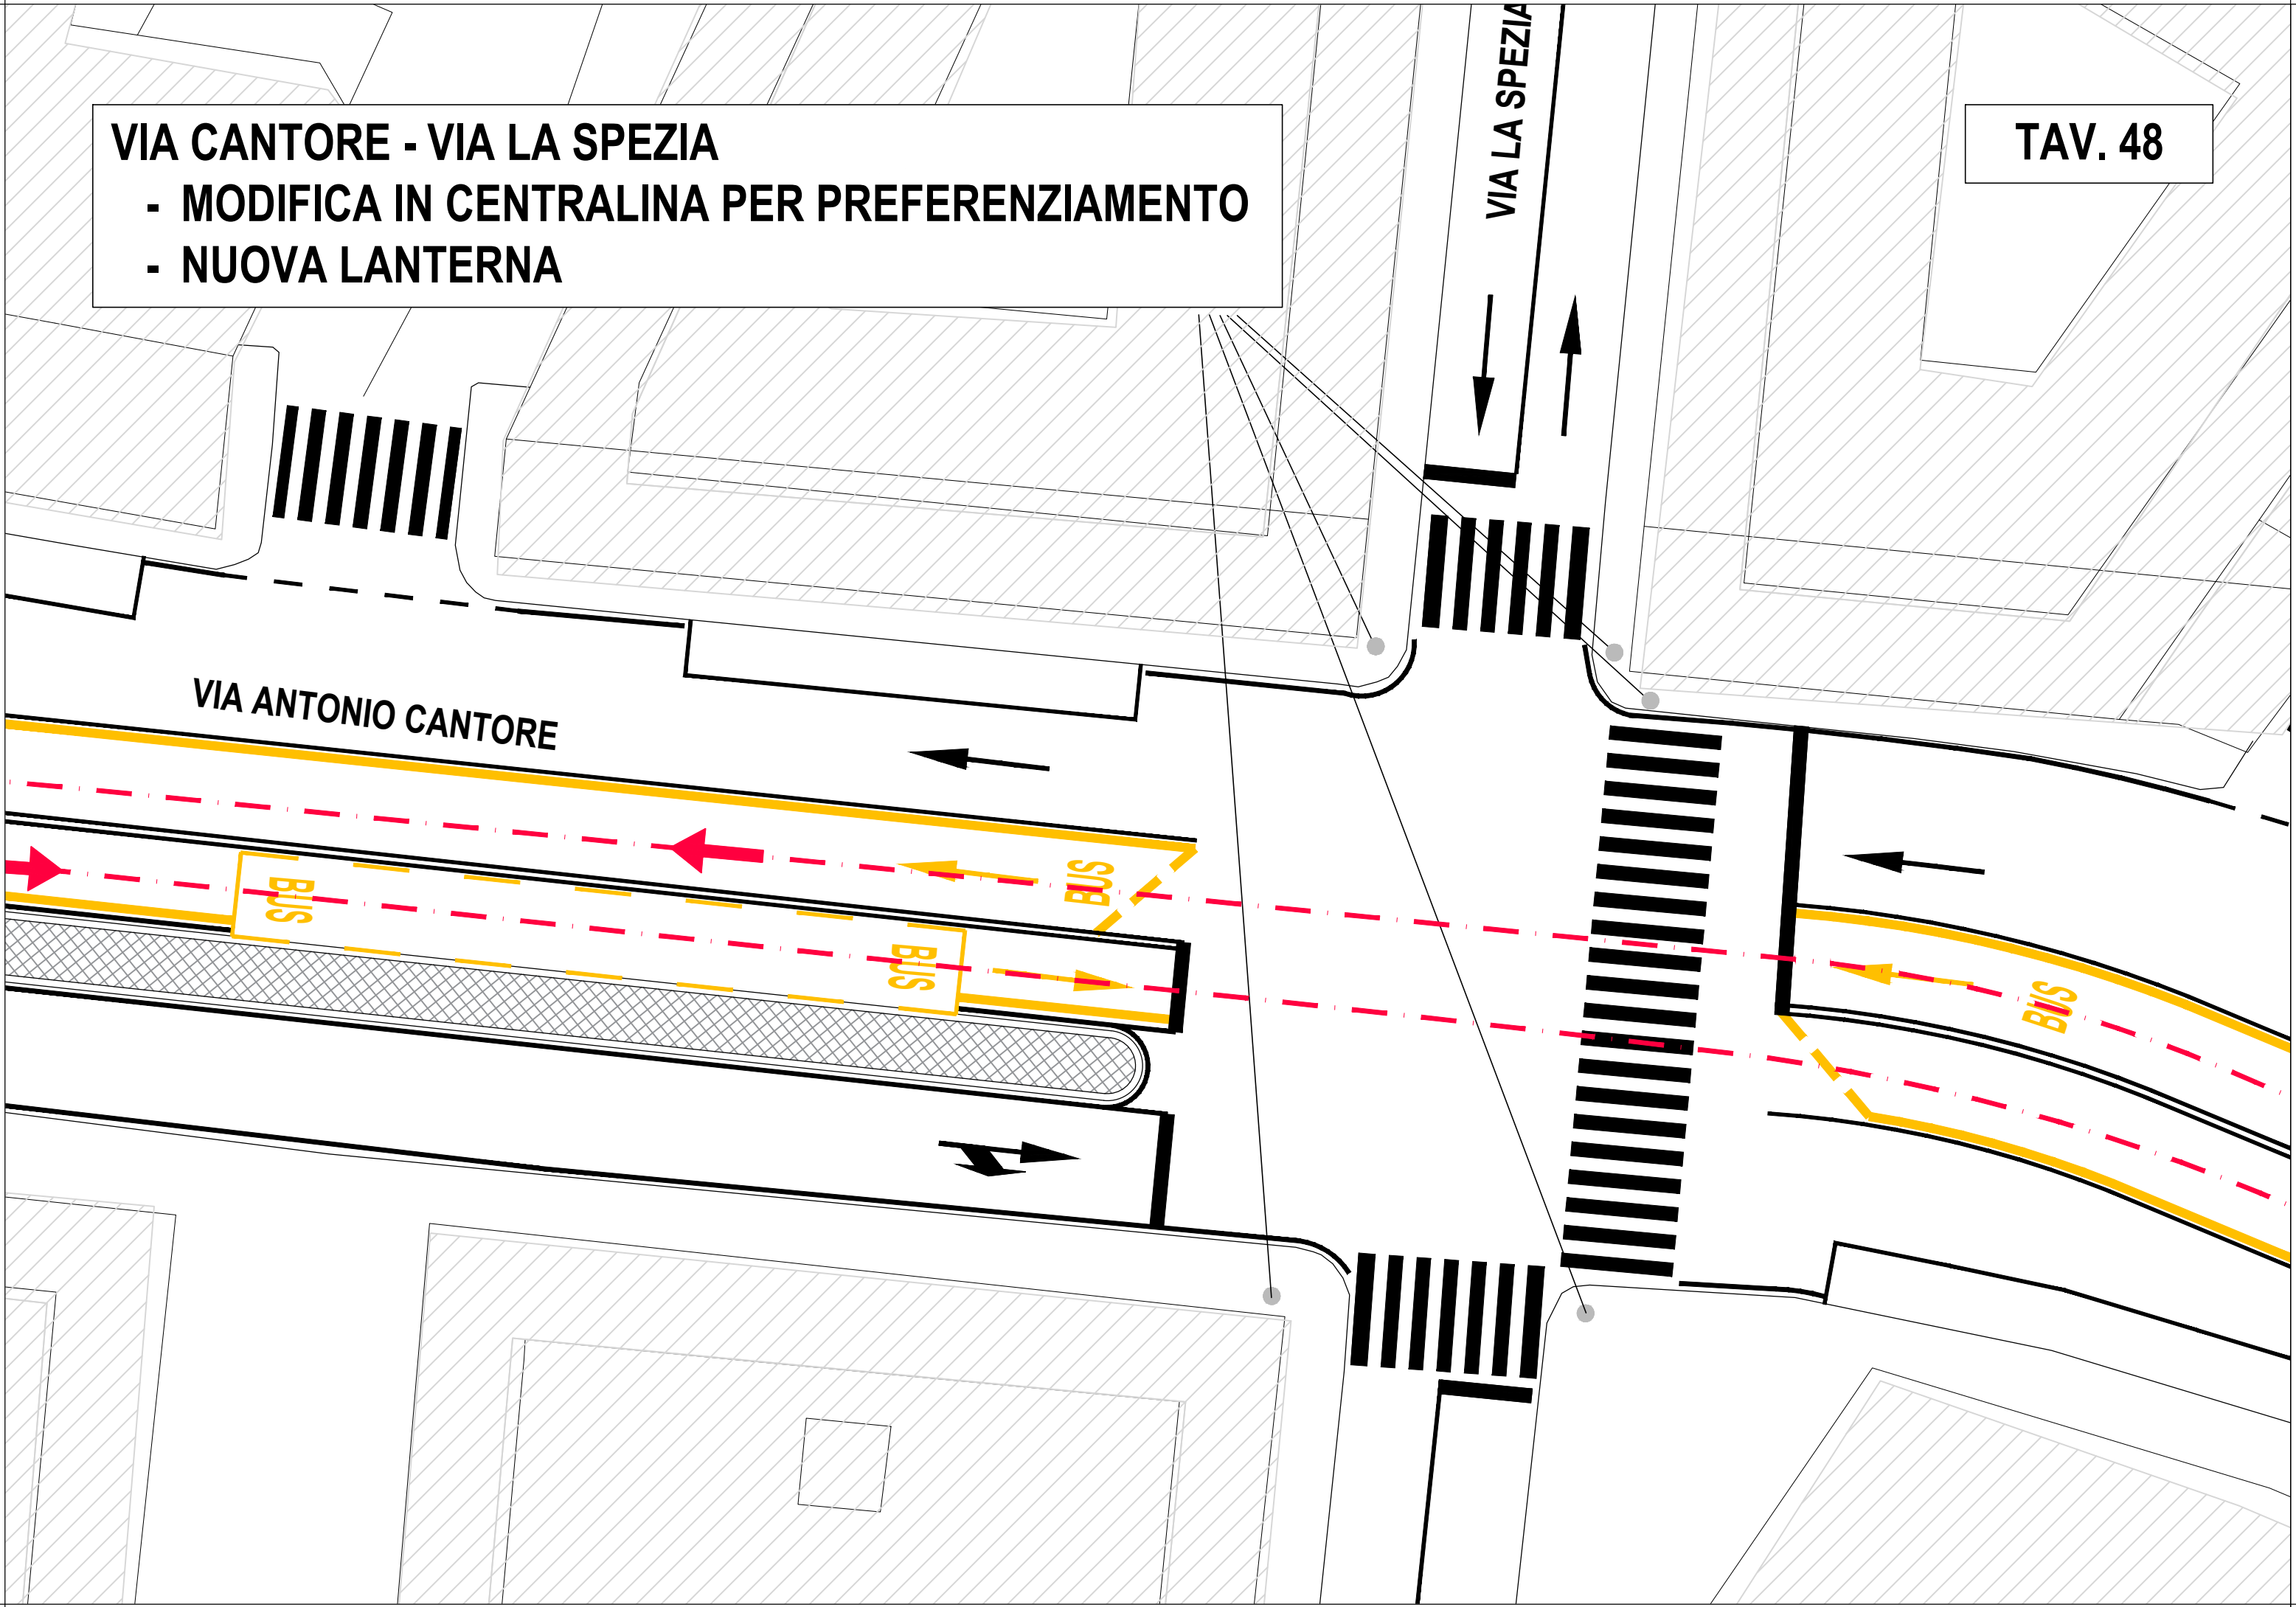 VIA CANTORE - VIA LA SPEZIA
- MODIFICA IN CENTRALINA PER PREFERENZIAMENTO
- NUOVA LANTERNA
TAV. 48
VIA LA SPEZIA
VIA ANTONIO CANTORE
BUS
BUS
BUS
BUS